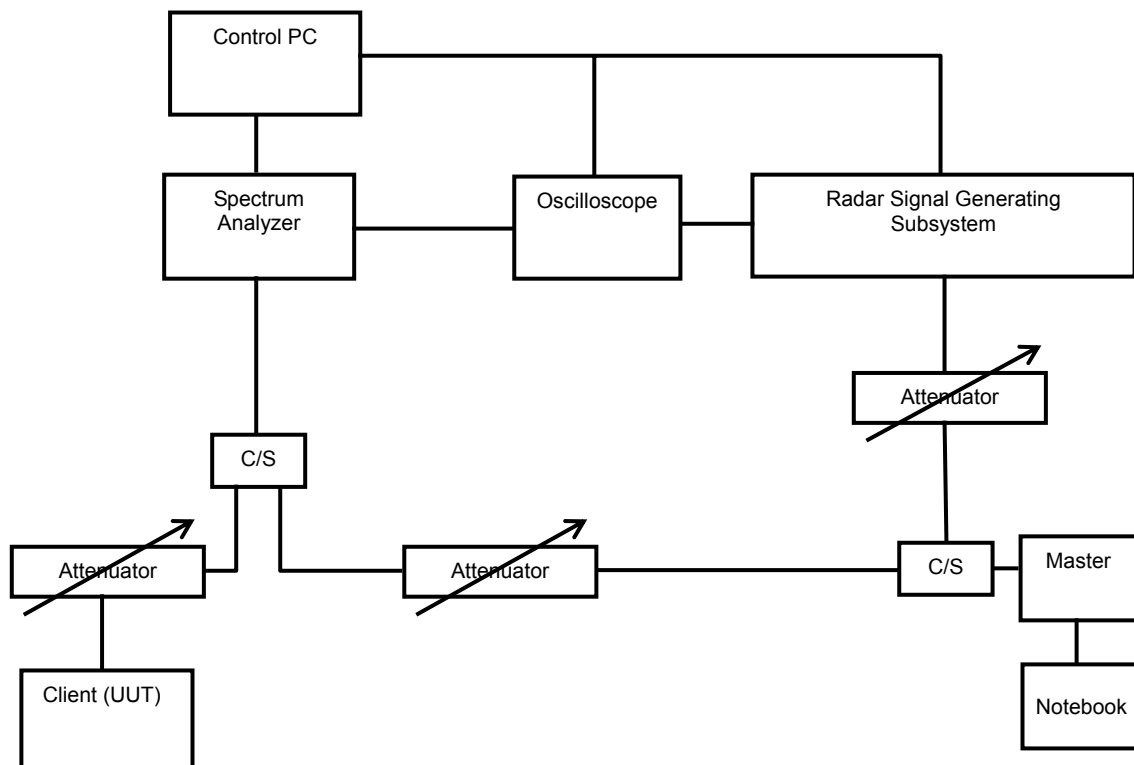 Control PC
Spectrum
Analyzer
Oscilloscope
Radar Signal Generating
Subsystem
Attenuator
C/S
Attenuator
Attenuator
C/S
Master
Client (UUT)
Notebook